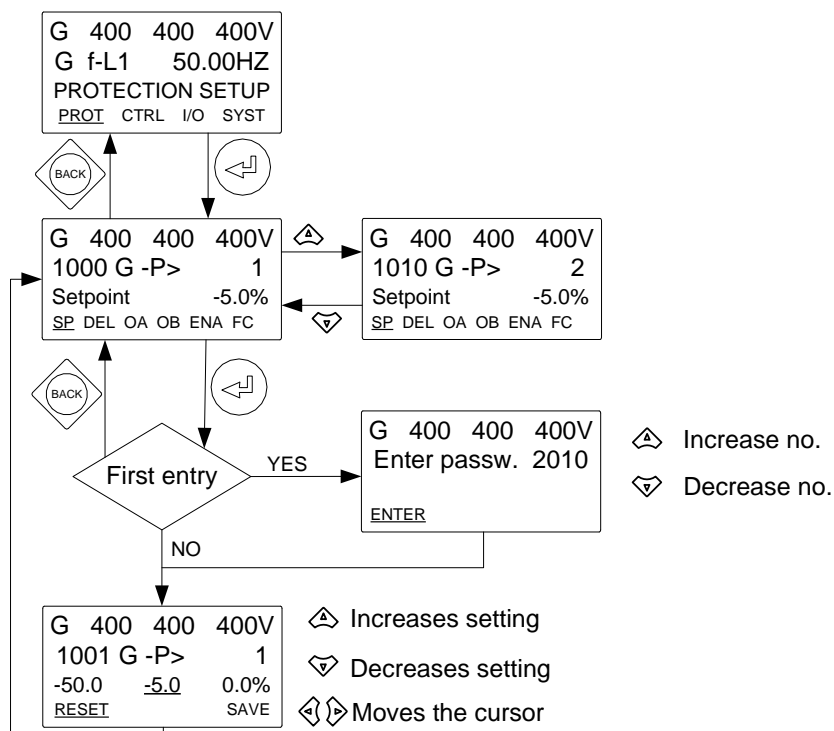 G 400 400 400V
G f-L1 50.00HZ
PROTECTION SETUP
PROT CTRL I/O SYST
BACK
G 400 400 400V
1000 G -P> 1
Setpoint -5.0%
SP DEL OA OB ENA FC
G 400 400 400V
1010 G -P> 2
Setpoint -5.0%
SP DEL OA OB ENA FC
BACK
First entry
YES
NO
G 400 400 400V
Enter passw. 2010
ENTER
Increase no.
Decrease no.
G 400 400 400V
1001 G -P> 1
-50.0 -5.0 0.0%
RESET SAVE
Increases setting
Decreases setting
Moves the cursor